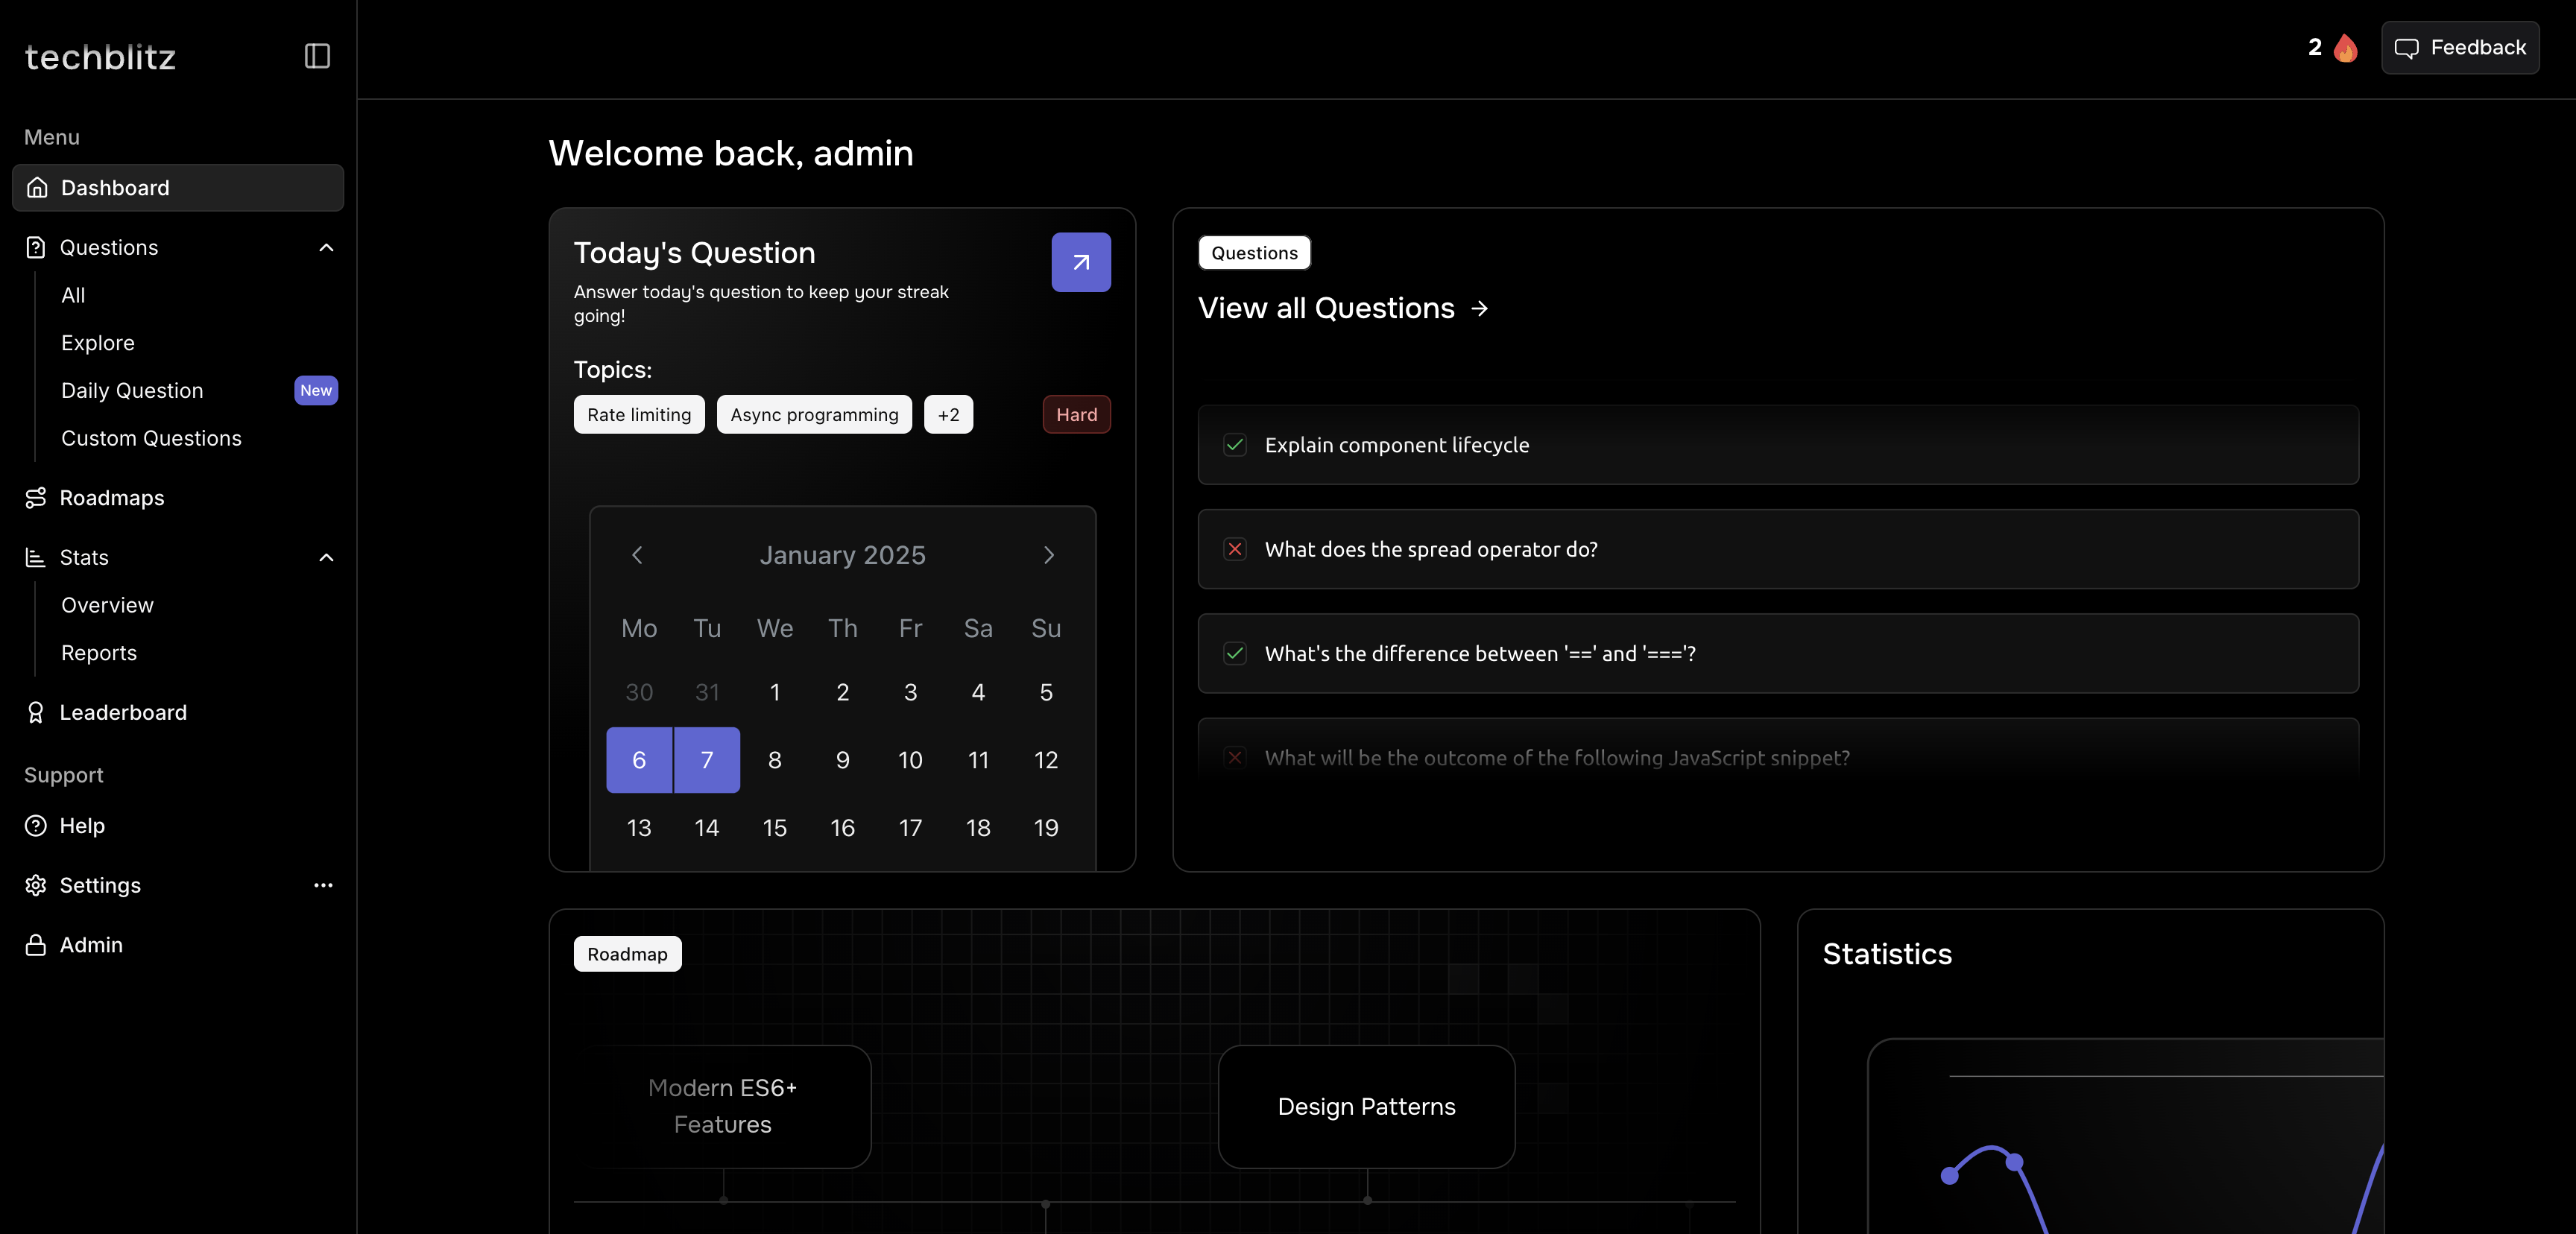 techblitz
Menu
Dashboard
Questions
All
Explore
Daily Question New
Custom Questions
Roadmaps
Stats
Overview
Reports
Leaderboard
Support
Help
Settings
Admin
2 Feedback
Welcome back, admin
Today's Question
Answer today's question to keep your streak
going!
Topics:
Rate limiting Async programming +2 Hard
January 2025
Mo Tu We Th Fr Sa Su
30 31 1 2 3 4 5
6 7 8 9 10 11 12
13 14 15 16 17 18 19
Questions
View all Questions →
Explain component lifecycle
What does the spread operator do?
What's the difference between '==' and '==='?
What will be the outcome of the following JavaScript snippet?
Roadmap
Modern ES6+
Features
Design Patterns
Statistics